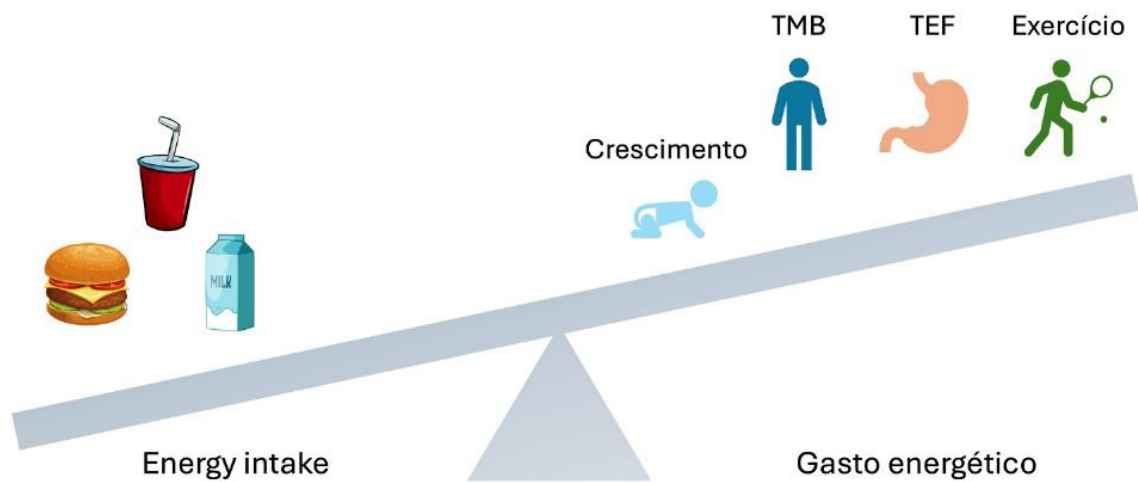 TMB
TEF
Exercício
Crescimento
MILK
Energy intake
Gasto energético